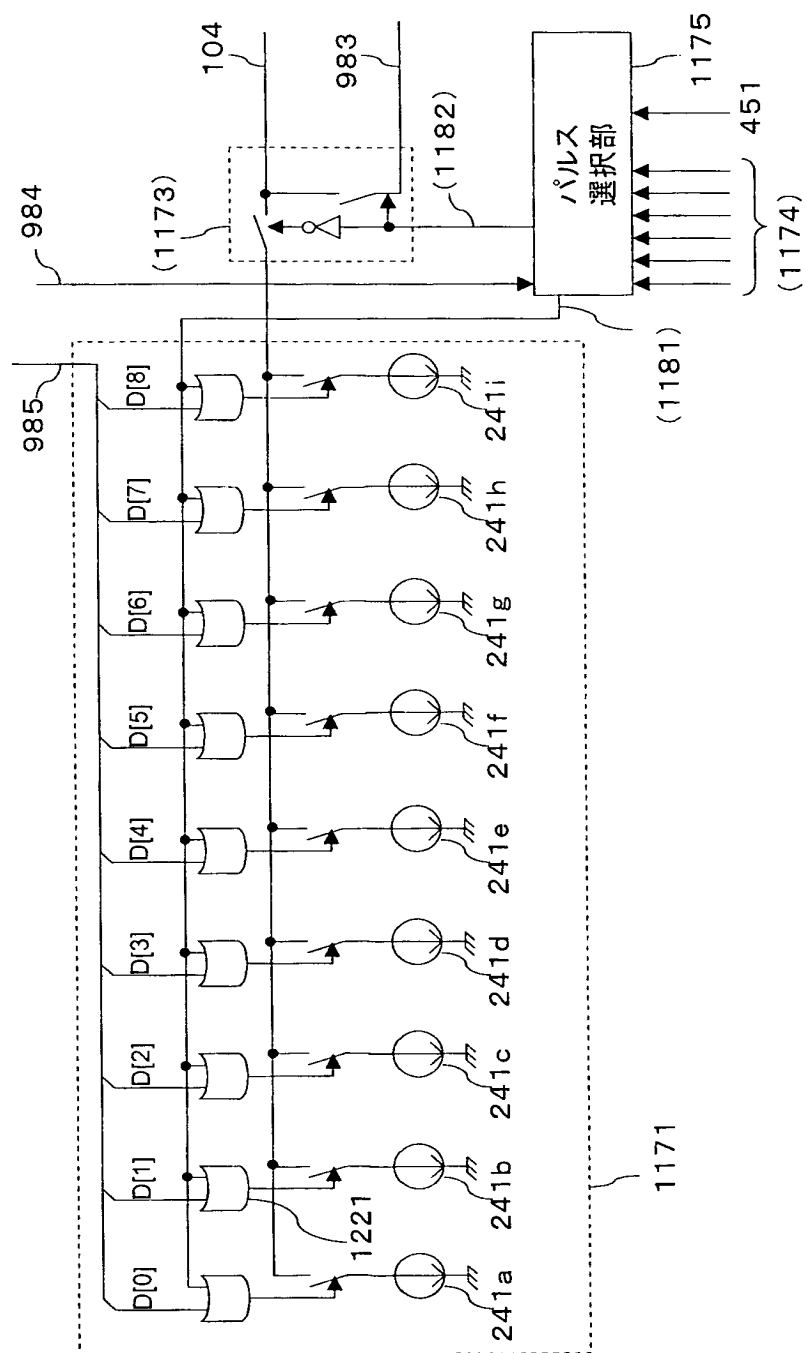 985
984
104
983
(1173)
(1182)
D[0]
D[1]
D[2]
D[3]
D[4]
D[5]
D[6]
D[7]
D[8]
1221
241a
241b
241c
241d
241e
241f
241g
241h
241i
1171
(1181)
パルス
選択部
1175
451
(1174)